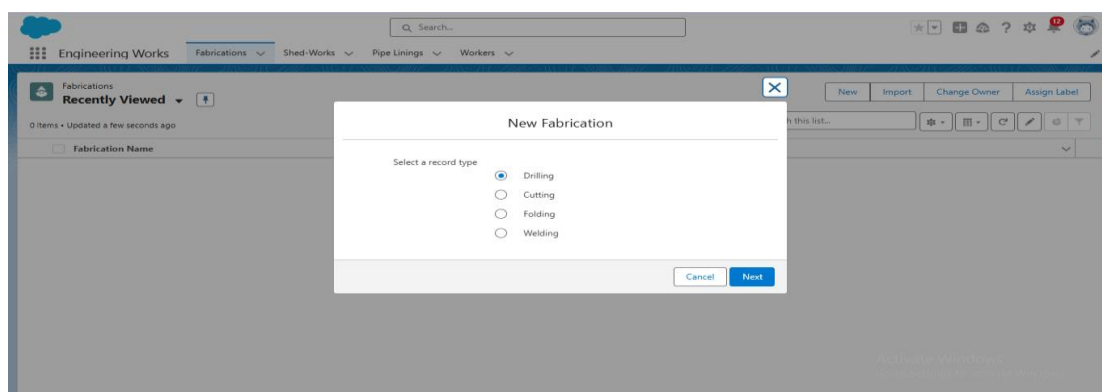 Search...
12
Engineering Works Fabrications Shed-Works Pipe Linings Workers
Fabrications
Recently Viewed
New Import Change Owner Assign Label
0 items • Updated a few seconds ago
h this list...
Fabrication Name
New Fabrication
Select a record type
Drilling
Cutting
Folding
Welding
Cancel Next
Activate Windows